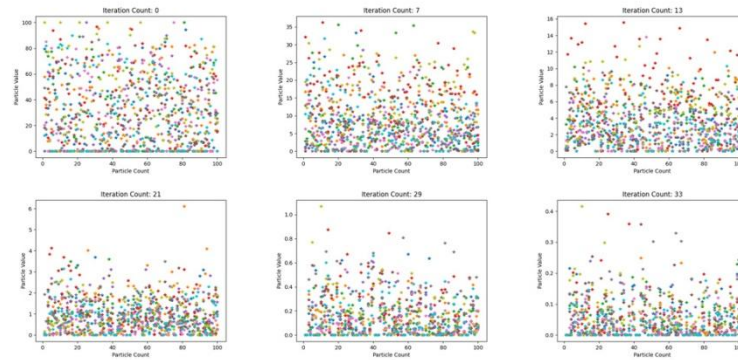 Iteration Count: 0
Particle Value
100
80
60
40
20
0
0 20 40 60 80 100
Particle Count
Iteration Count: 7
Particle Value
35
30
25
20
15
10
5
0
0 20 40 60 80 100
Particle Count
Iteration Count: 13
Particle Value
16
14
12
10
8
6
4
2
0
0 20 40 60 80 100
Particle Count
Iteration Count: 21
Particle Value
6
5
4
3
2
1
0
0 20 40 60 80 100
Particle Count
Iteration Count: 29
Particle Value
1.0
0.8
0.6
0.4
0.2
0.0
0 20 40 60 80 100
Particle Count
Iteration Count: 33
Particle Value
0.4
0.3
0.2
0.1
0.0
0 20 40 60 80 100
Particle Count